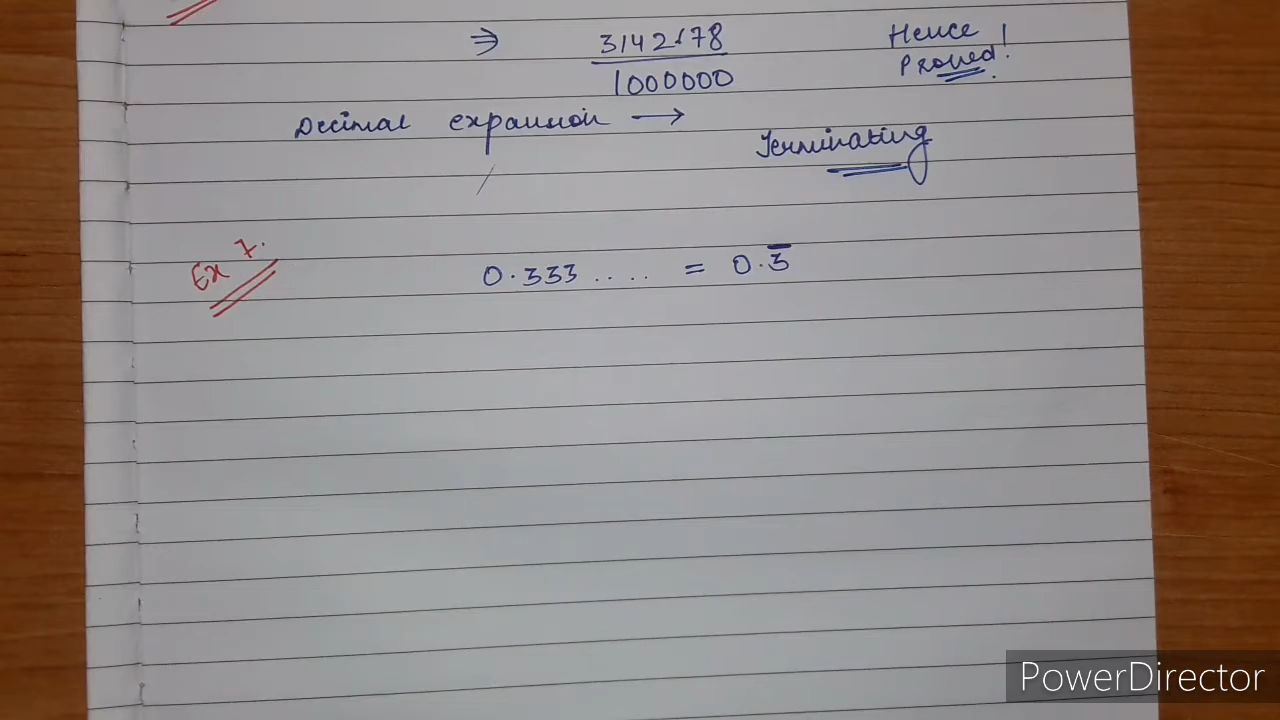 ⇒ 3142678
1000000
Hence
Proved!
Decimal expansion →
Terminating
Ex 7.
0.333.... = 0.3̅
PowerDirector